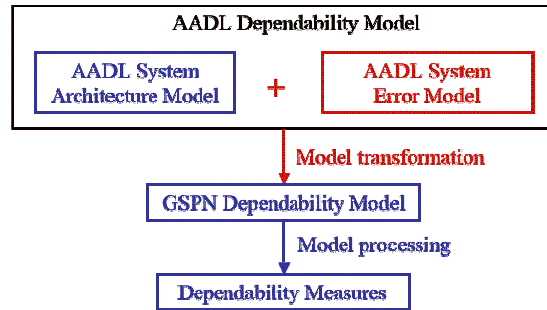 AADL Dependability Model
AADL System
Architecture Model
+
AADL System
Error Model
Model transformation
GSPN Dependability Model
Model processing
Dependability Measures